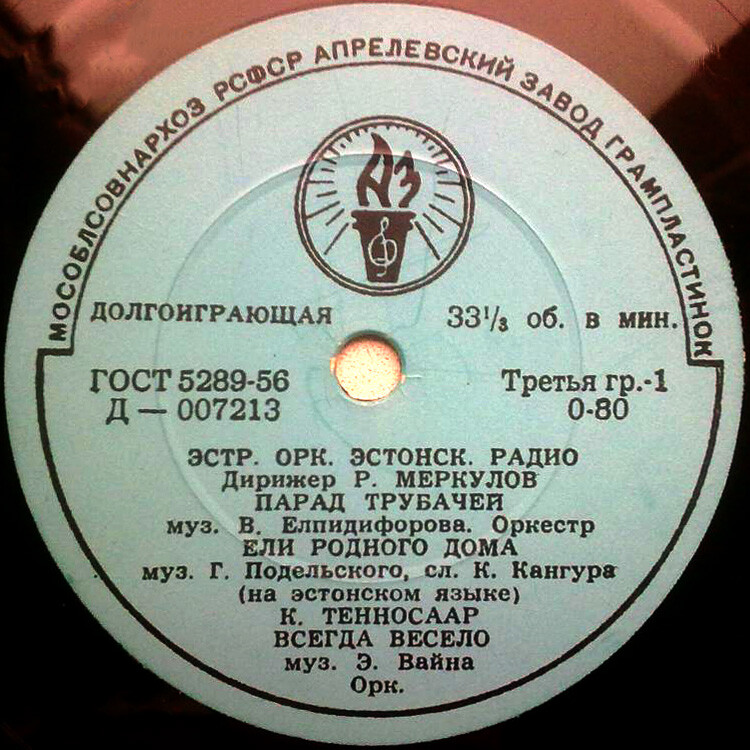 МОСОБЛСОВНАРХОЗ РСФСР АПРЕЛЕВСКИЙ ЗАВОД ГРАМПЛАСТИНОК
АЗ
ДОЛГОИГРАЮЩАЯ 33⅓ об. в мин.
ГОСТ 5289-56 Третья гр.-1
Д — 007213 0-80
ЭСТР. ОРК. ЭСТОНСК. РАДИО
Дирижер Р. МЕРКУЛОВ
ПАРАД ТРУБАЧЕЙ
муз. В. Елпидифорова. Оркестр
ЕЛИ РОДНОГО ДОМА
муз. Г. Подельского, сл. К. Кангура
(на эстонском языке)
К. ТЕННОСААР
ВСЕГДА ВЕСЕЛО
муз. Э. Вайна
Орк.